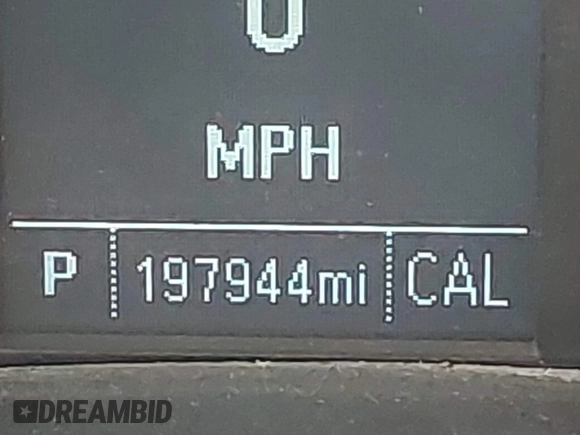 0
MPH
P 197944mi CAL
DREAMBID